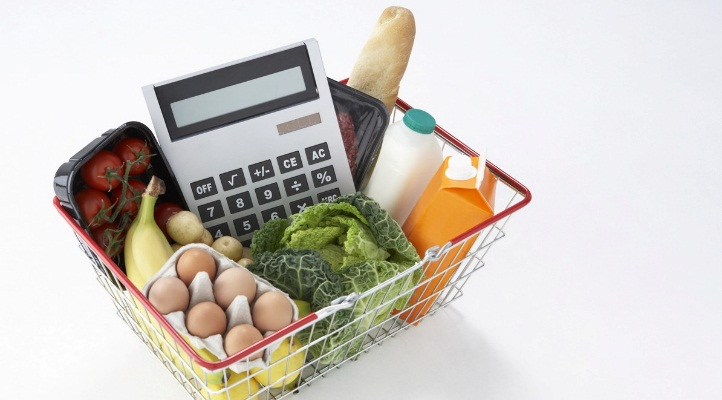 OFF √ +/- CE AC
7 8 9 ÷ %
4 5 6 ×